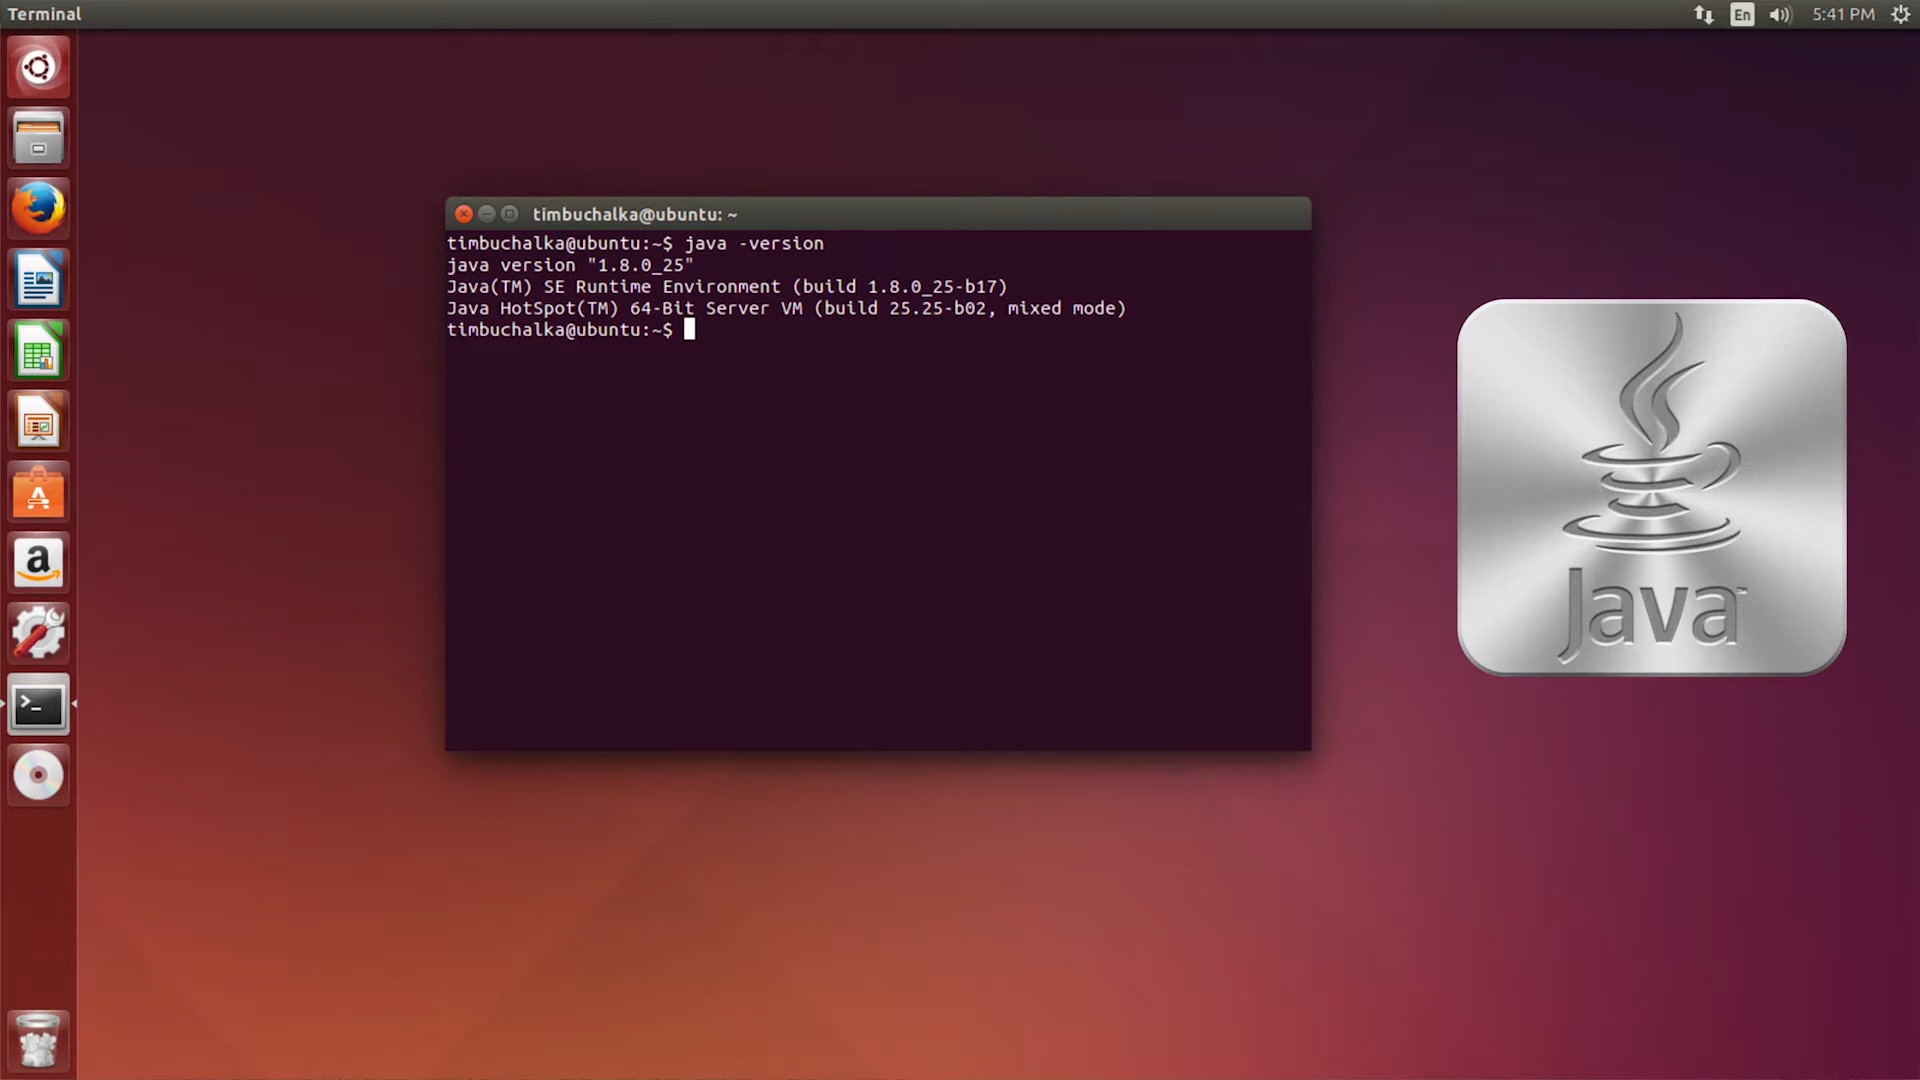 Terminal
En
5:41 PM
timbuchalka@ubuntu: ~
timbuchalka@ubuntu:~$ java -version
java version "1.8.0_25"
Java(TM) SE Runtime Environment (build 1.8.0_25-b17)
Java HotSpot(TM) 64-Bit Server VM (build 25.25-b02, mixed mode)
timbuchalka@ubuntu:~$
Java™
a
>_